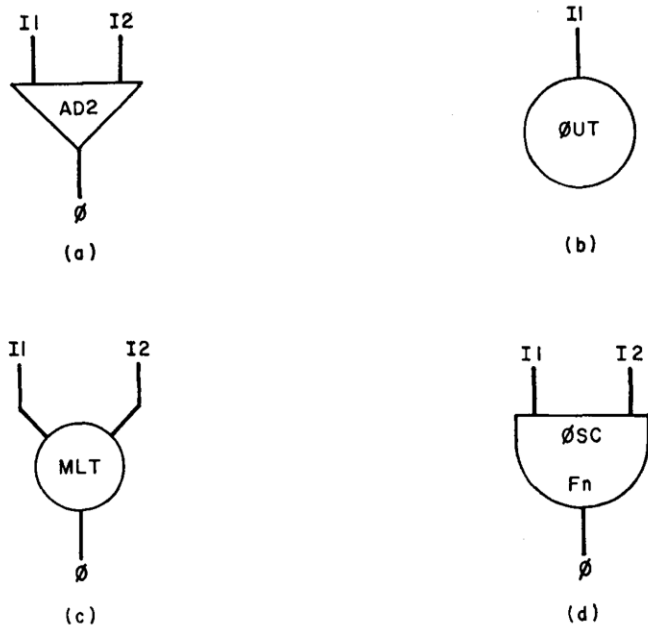 I1 I2
AD2
Ø
(a)
I1
ØUT
(b)
I1 I2
MLT
Ø
(c)
I1 I2
ØSC
Fn
Ø
(d)